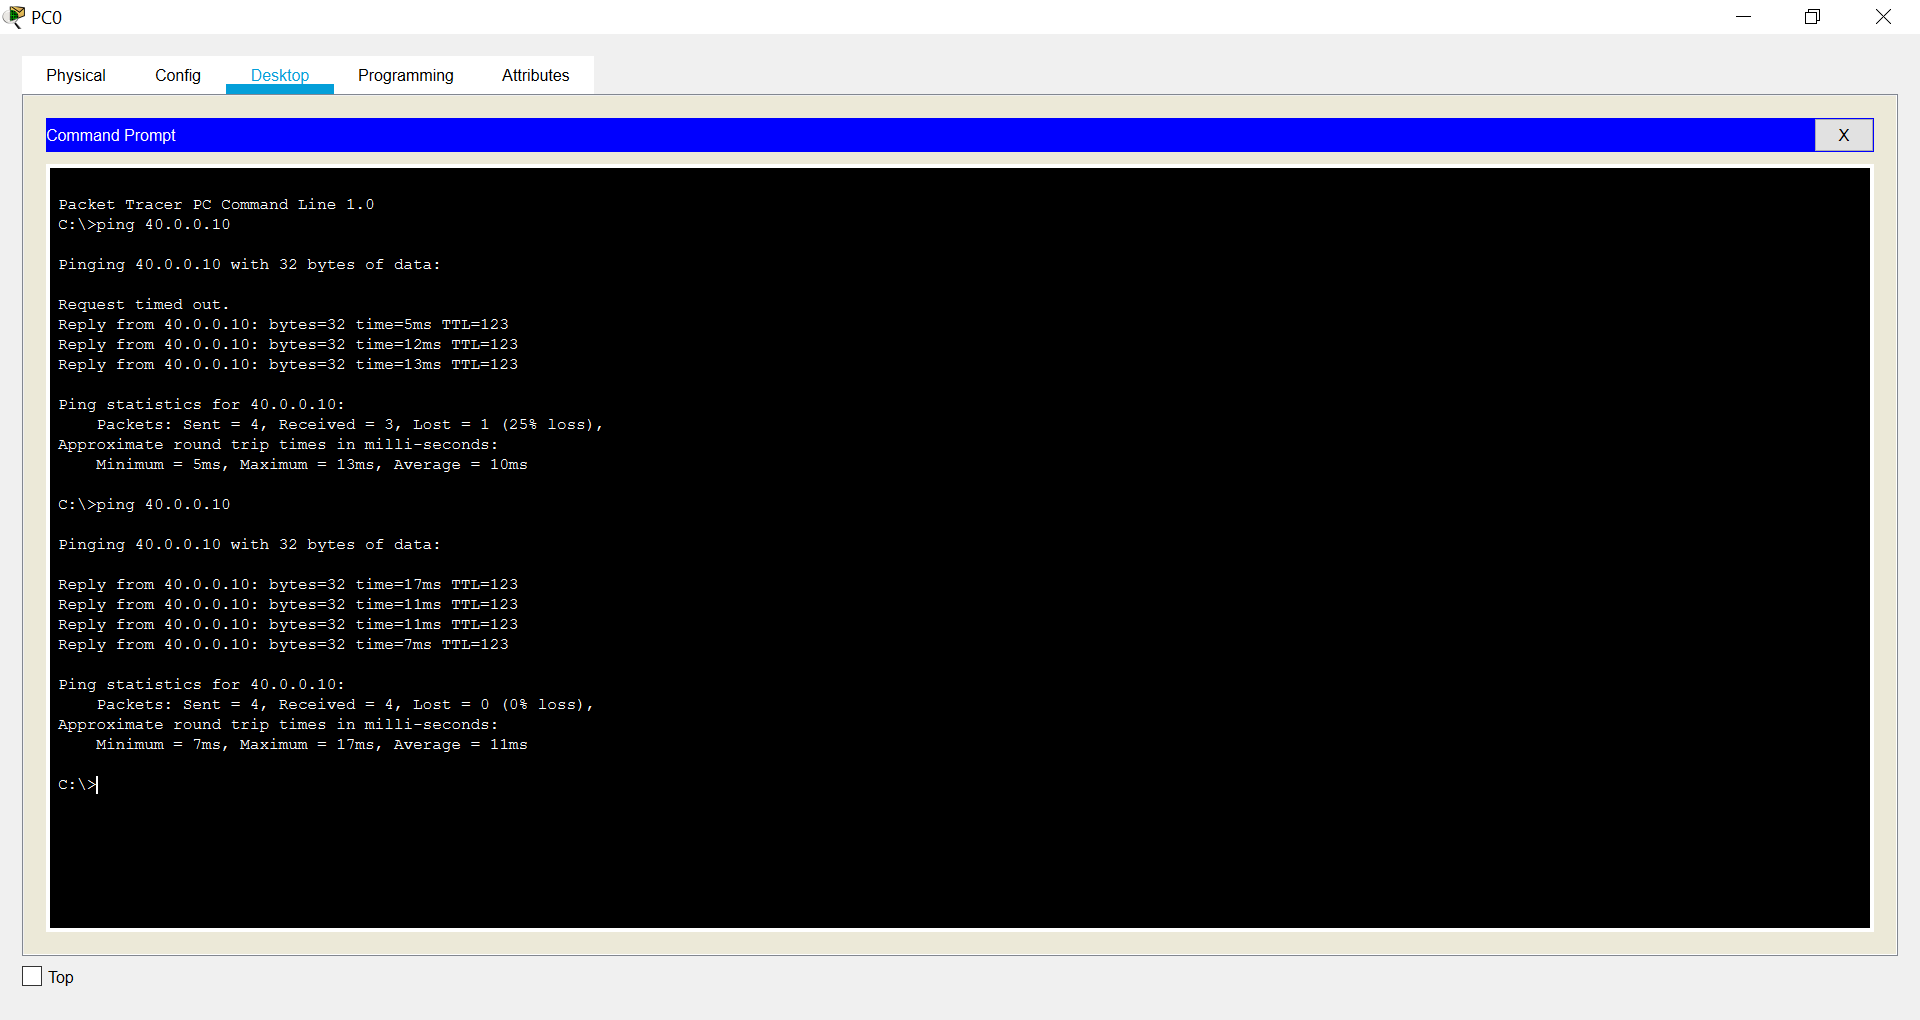 PC0
Physical Config Desktop Programming Attributes
Command Prompt X
Packet Tracer PC Command Line 1.0
C:\>ping 40.0.0.10
Pinging 40.0.0.10 with 32 bytes of data:
Request timed out.
Reply from 40.0.0.10: bytes=32 time=5ms TTL=123
Reply from 40.0.0.10: bytes=32 time=12ms TTL=123
Reply from 40.0.0.10: bytes=32 time=13ms TTL=123
Ping statistics for 40.0.0.10:
    Packets: Sent = 4, Received = 3, Lost = 1 (25% loss),
Approximate round trip times in milli-seconds:
    Minimum = 5ms, Maximum = 13ms, Average = 10ms
C:\>ping 40.0.0.10
Pinging 40.0.0.10 with 32 bytes of data:
Reply from 40.0.0.10: bytes=32 time=17ms TTL=123
Reply from 40.0.0.10: bytes=32 time=11ms TTL=123
Reply from 40.0.0.10: bytes=32 time=11ms TTL=123
Reply from 40.0.0.10: bytes=32 time=7ms TTL=123
Ping statistics for 40.0.0.10:
    Packets: Sent = 4, Received = 4, Lost = 0 (0% loss),
Approximate round trip times in milli-seconds:
    Minimum = 7ms, Maximum = 17ms, Average = 11ms
C:\>
Top